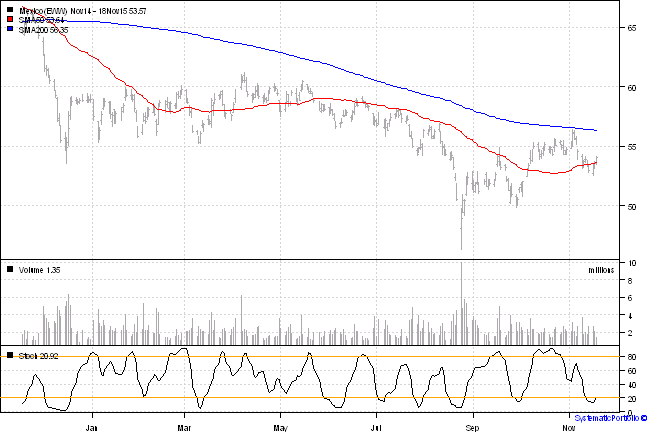 Mexico (EWW) Nov14 - 18Nov15 53.57
SMA50 53.64
SMA200 56.35
65
60
55
50
Volume 1.35
millions
10
8
6
4
2
Stoch 20.92
80
60
40
20
0
Jan Mar May Jul Sep Nov
SystematicPortfolio ©